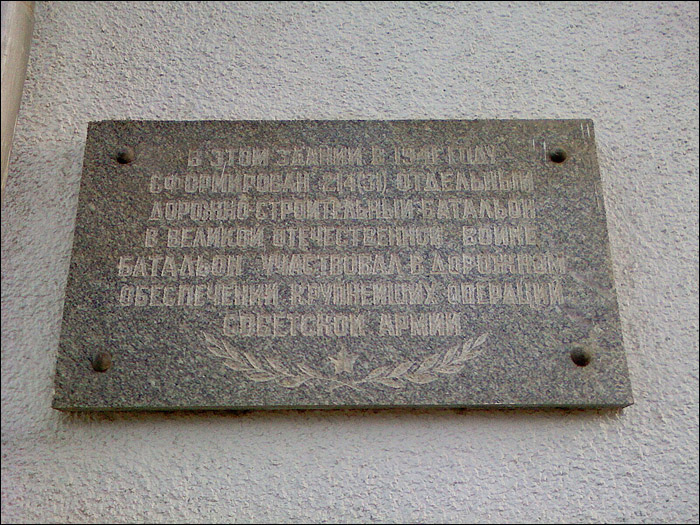 В ЭТОМ ЗДАНИИ В 1941 ГОДУ
СФОРМИРОВАН 214(31) ОТДЕЛЬНЫЙ
ДОРОЖНО-СТРОИТЕЛЬНЫЙ БАТАЛЬОН
В ВЕЛИКОЙ ОТЕЧЕСТВЕННОЙ ВОЙНЕ
БАТАЛЬОН УЧАСТВОВАЛ В ДОРОЖНОМ
ОБЕСПЕЧЕНИИ КРУПНЕЙШИХ ОПЕРАЦИЙ
СОВЕТСКОЙ АРМИИ